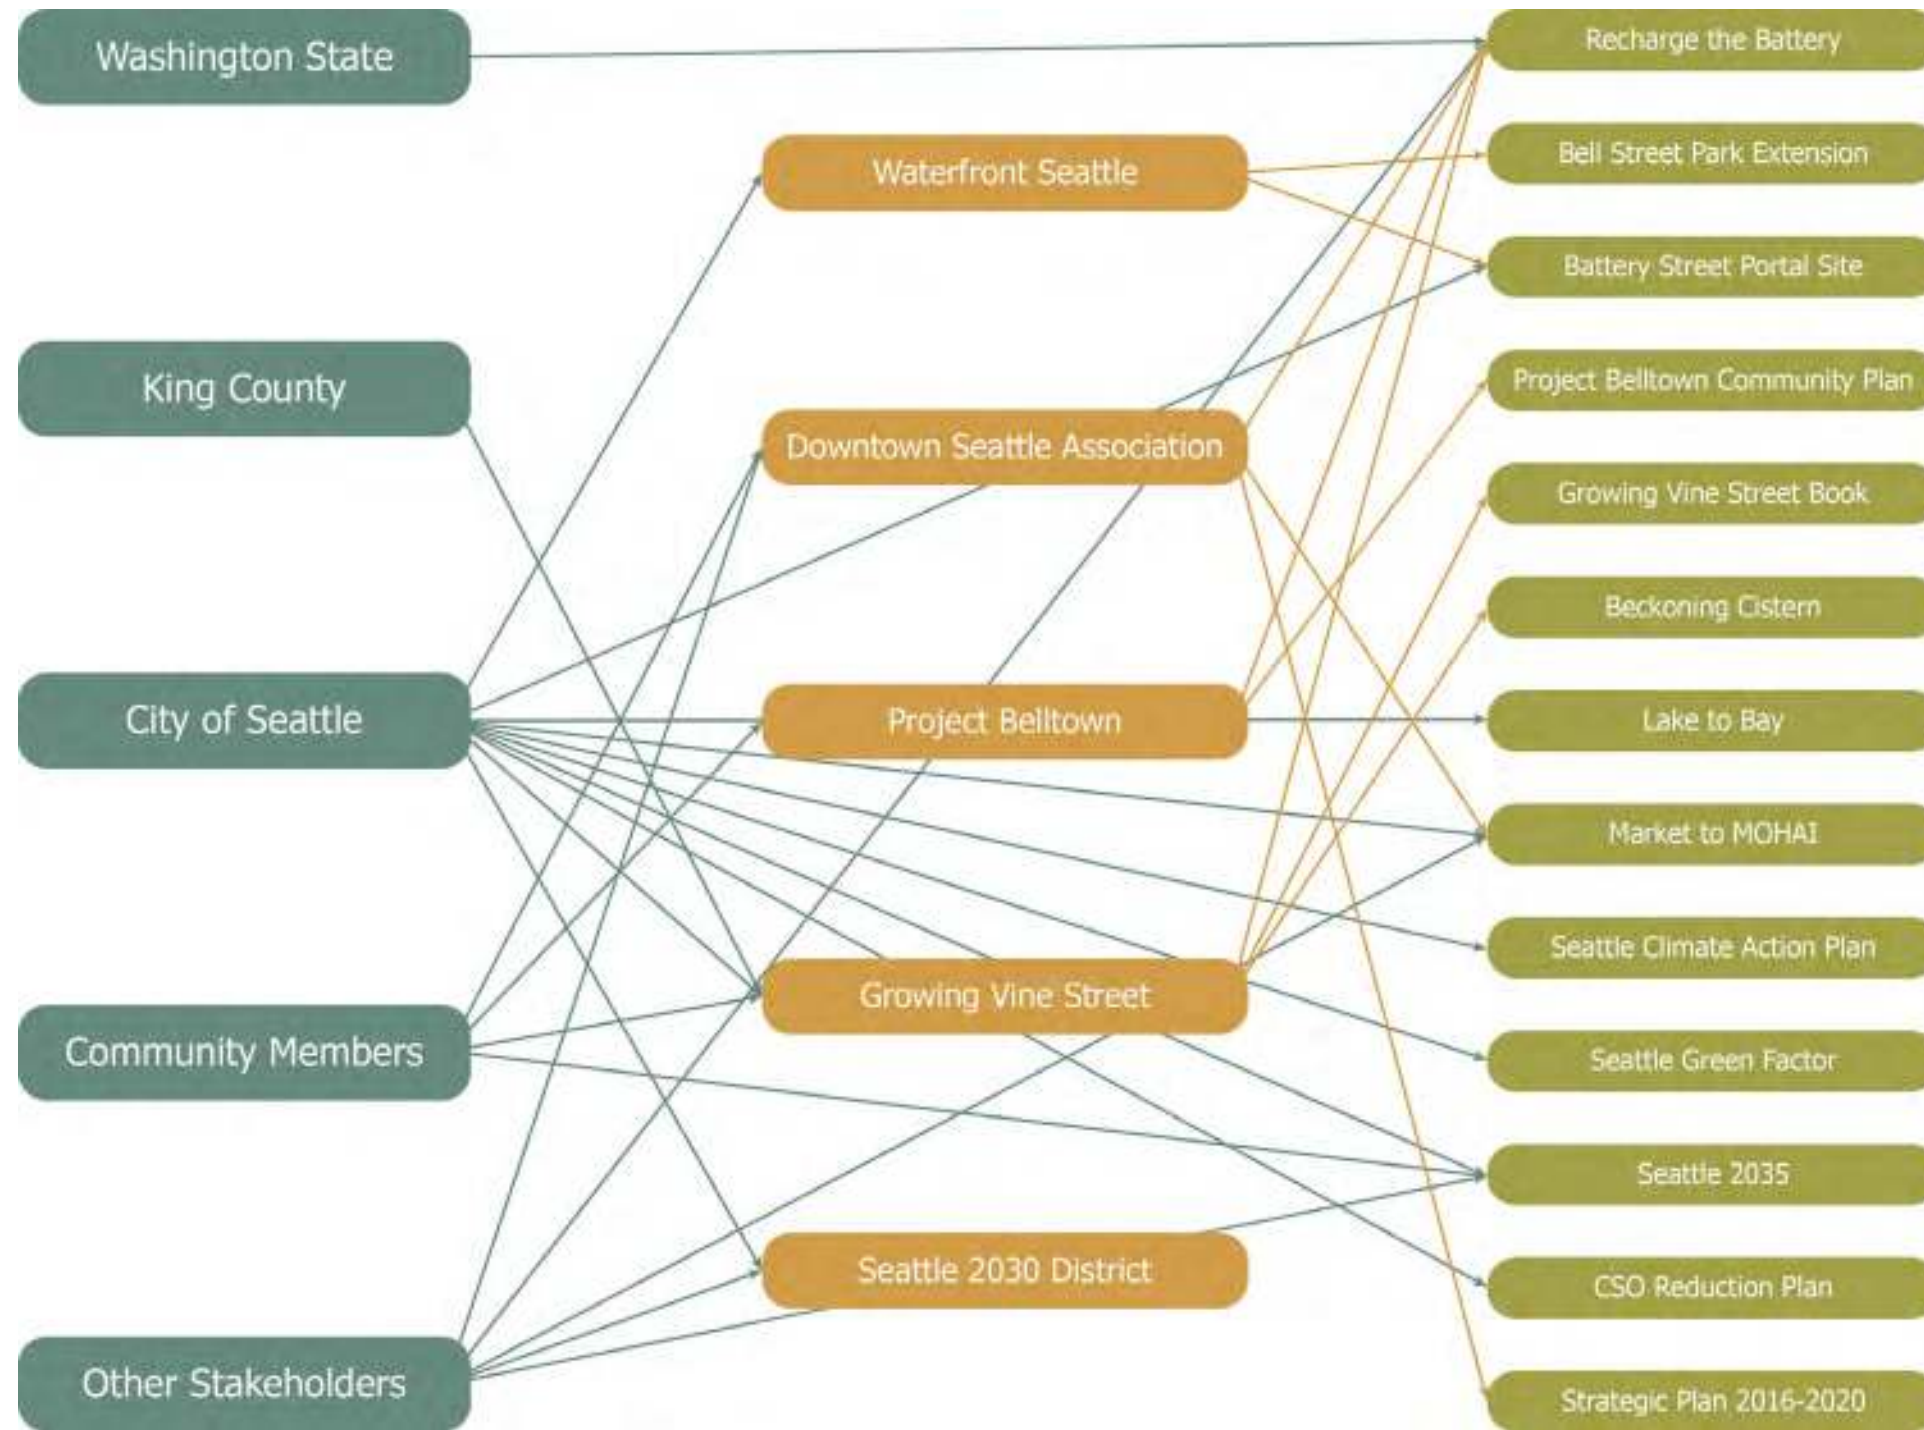 Washington State
King County
City of Seattle
Community Members
Other Stakeholders
Waterfront Seattle
Downtown Seattle Association
Project Belltown
Growing Vine Street
Seattle 2030 District
Recharge the Battery
Bell Street Park Extension
Battery Street Portal Site
Project Belltown Community Plan
Growing Vine Street Book
Beckoning Cistern
Lake to Bay
Market to MOHAI
Seattle Climate Action Plan
Seattle Green Factor
Seattle 2035
CSO Reduction Plan
Strategic Plan 2016-2020